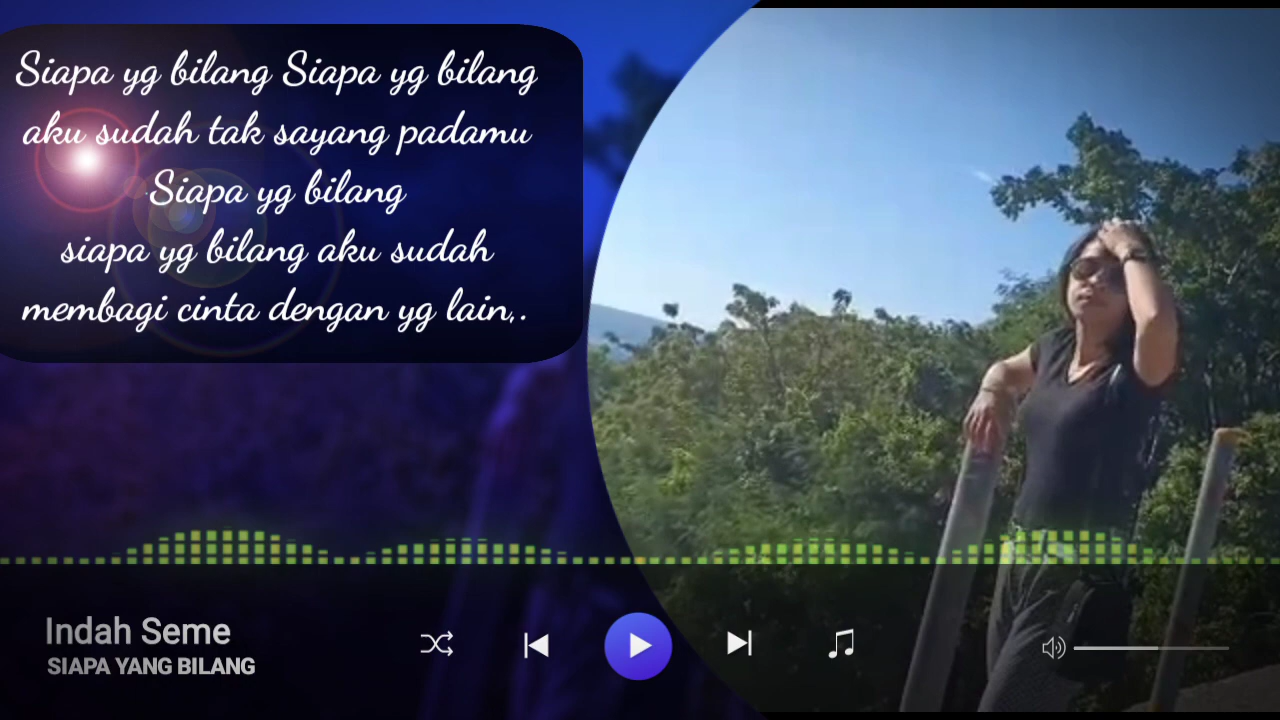 Siapa yg bilang Siapa yg bilang
aku sudah tak sayang padamu
Siapa yg bilang
siapa yg bilang aku sudah
membagi cinta dengan yg lain,.
Indah Seme
SIAPA YANG BILANG